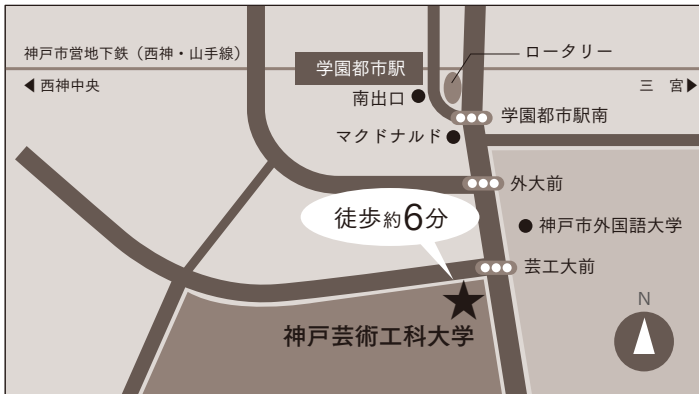 神戸市営地下鉄（西神・山手線）
学園都市駅
ロータリー
◀西神中央
三　宮▶
南出口
学園都市駅南
マクドナルド
外大前
徒歩約6分
神戸市外国語大学
芸工大前
N
神戸芸術工科大学